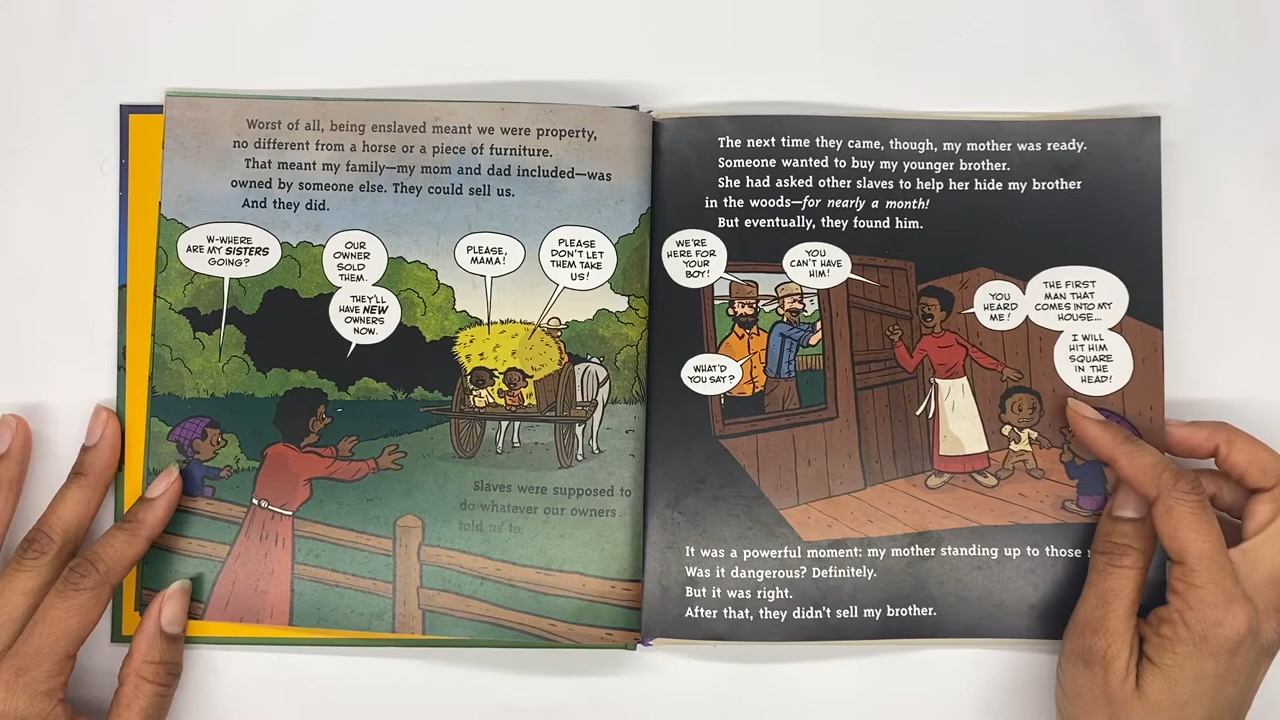 Worst of all, being enslaved meant we were property,
no different from a horse or a piece of furniture.
That meant my family—my mom and dad included—was
owned by someone else. They could sell us.
And they did.
W-WHERE
ARE MY SISTERS
GOING?
OUR
OWNER
SOLD
THEM.
THEY'LL
HAVE NEW
OWNERS
NOW.
PLEASE,
MAMA!
PLEASE
DON'T LET
THEM TAKE
US!
Slaves were supposed to
do whatever our owners
told us to.
The next time they came, though, my mother was ready.
Someone wanted to buy my younger brother.
She had asked other slaves to help her hide my brother
in the woods—for nearly a month!
But eventually, they found him.
WE'RE
HERE FOR
YOUR
BOY!
YOU
CAN'T HAVE
HIM!
WHAT'D
YOU SAY?
YOU
HEARD
ME!
THE FIRST
MAN THAT
COMES INTO MY
HOUSE...
I WILL
HIT HIM
SQUARE
IN THE
HEAD!
It was a powerful moment: my mother standing up to those
Was it dangerous? Definitely.
But it was right.
After that, they didn't sell my brother.